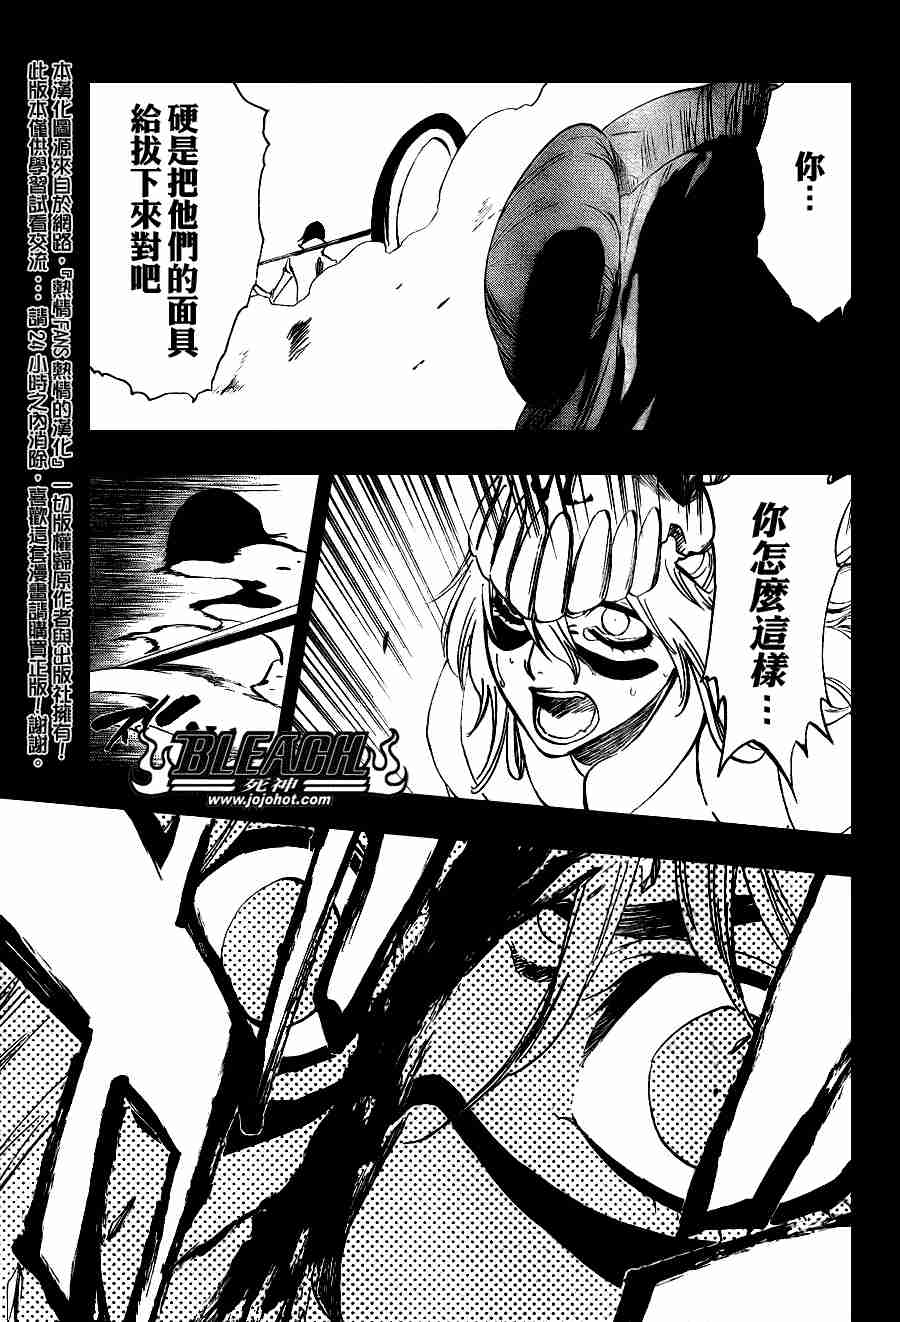 你…
硬是把他們的面具
給拔下來對吧
你怎麼這樣…
本漢化圖源來自於網路，『熱情FANS熱情的漢化』一切版權歸原作者與出版社擁有！
此版本僅供學習試看交流…請24小時之內消除，喜歡這套漫畫請購買正版！謝謝。
BLEACH
死神
www.jojohot.com